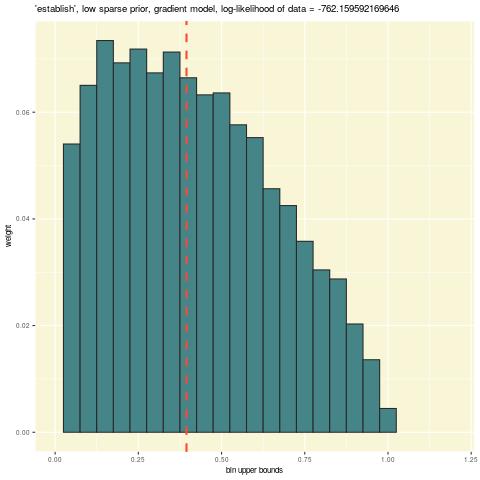 'establish', low sparse prior, gradient model, log-likelihood of data = -762.159592169646
weight
0.06
0.04
0.02
0.00
0.00 0.25 0.50 0.75 1.00 1.25
bin upper bounds